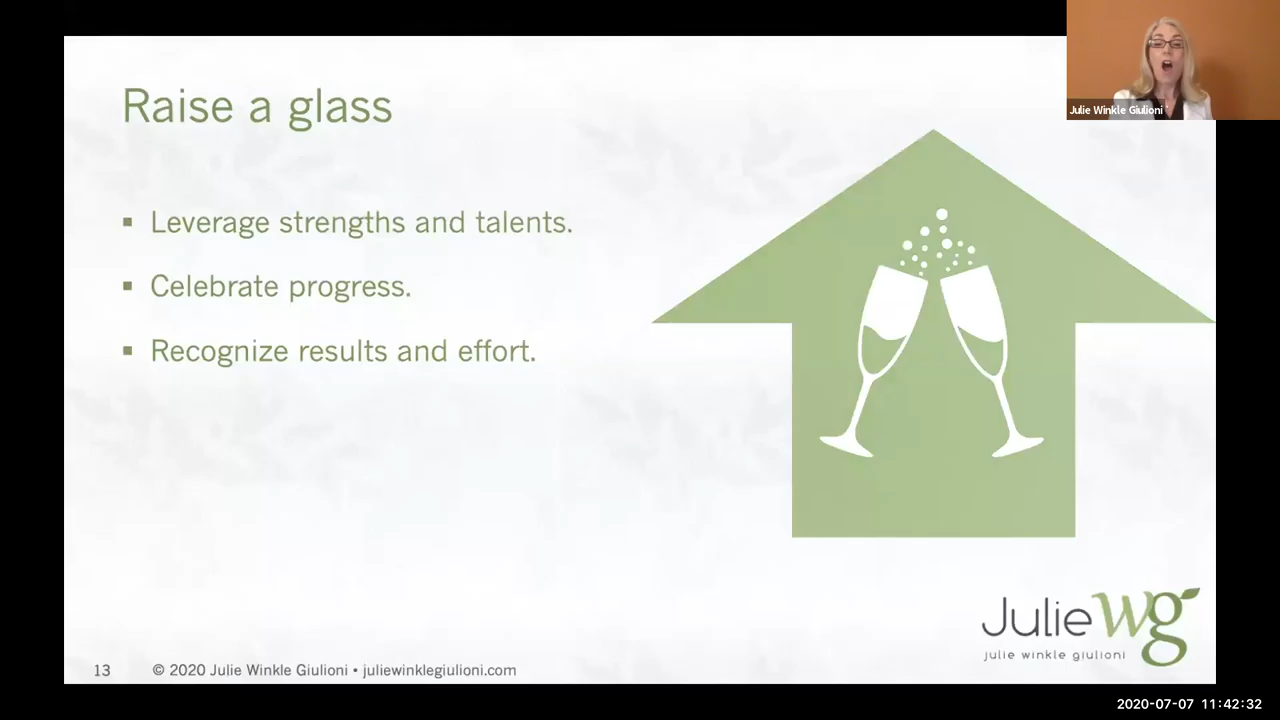 Raise a glass
Julie Winkle Giulioni
▪ Leverage strengths and talents.
▪ Celebrate progress.
▪ Recognize results and effort.
Julie wg
julie winkle giulioni
13 © 2020 Julie Winkle Giulioni • juliewinklegiulioni.com
2020-07-07 11:42:32